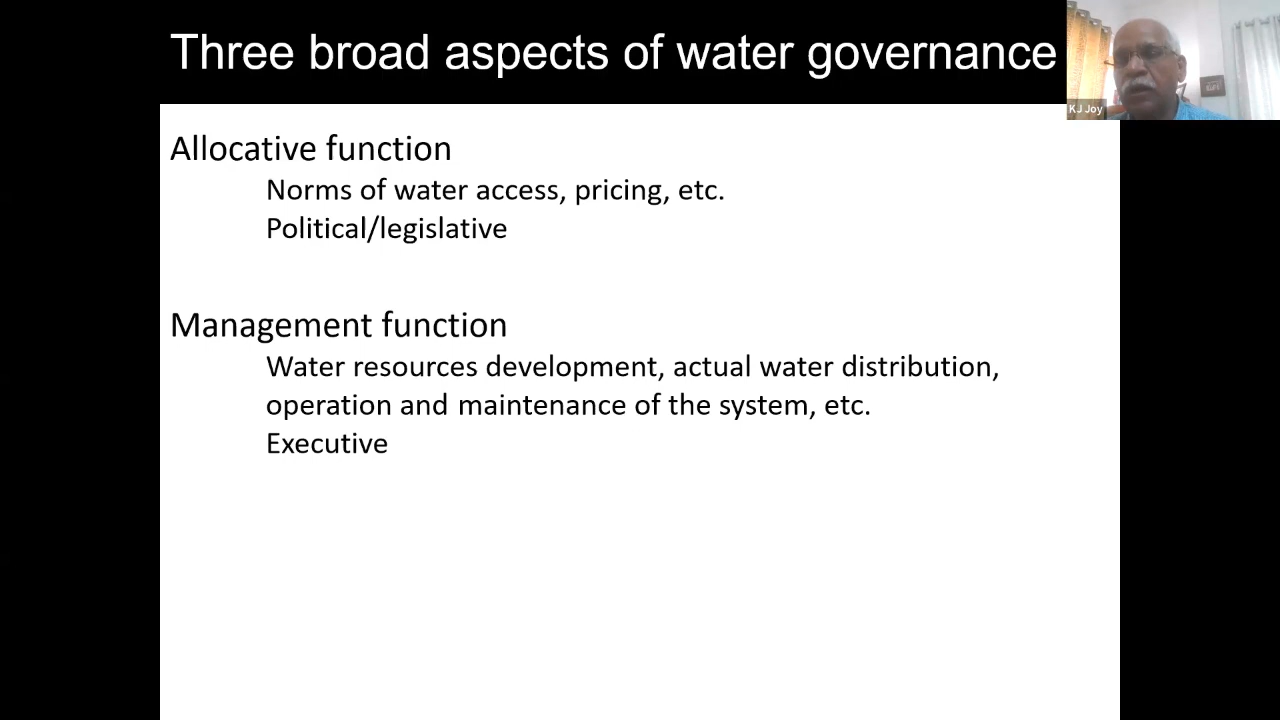 Three broad aspects of water governance
KJ Joy
Allocative function
Norms of water access, pricing, etc.
Political/legislative
Management function
Water resources development, actual water distribution,
operation and maintenance of the system, etc.
Executive